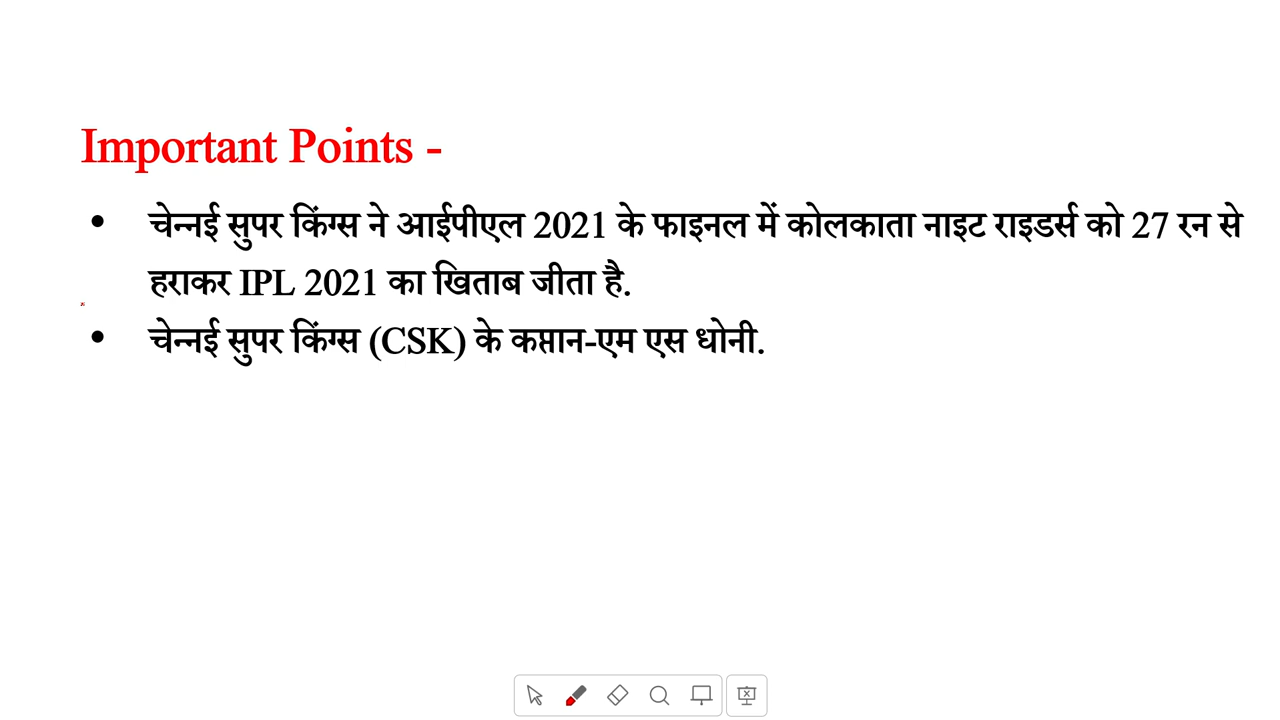 Important Points -
• चेन्नई सुपर किंग्स ने आईपीएल 2021 के फाइनल में कोलकाता नाइट राइडर्स को 27 रन से
हराकर IPL 2021 का खिताब जीता है.
• चेन्नई सुपर किंग्स (CSK) के कप्तान-एम एस धोनी.